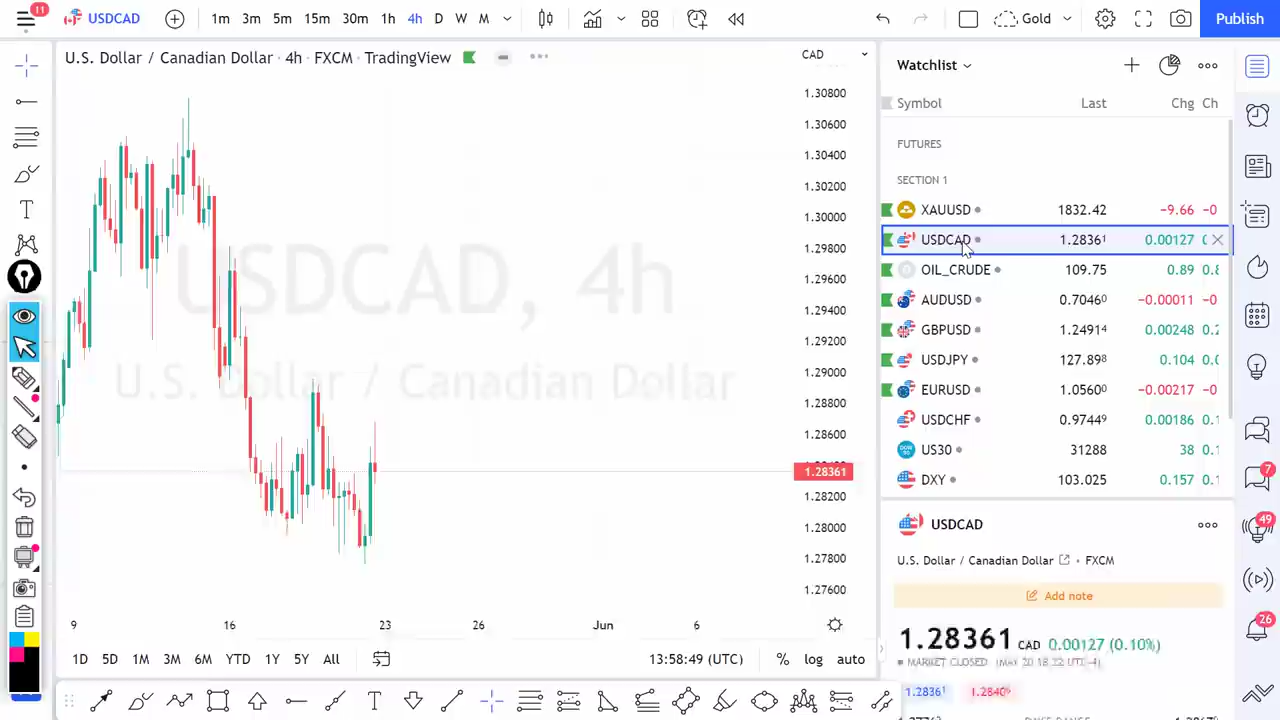 11
USDCAD
1m 3m 5m 15m 30m 1h 4h D W M
Gold
Publish
U.S. Dollar / Canadian Dollar · 4h · FXCM · TradingView
CAD
USDCAD, 4h
U.S. Dollar / Canadian Dollar
1.30800
1.30600
1.30400
1.30200
1.30000
1.29800
1.29600
1.29400
1.29200
1.29000
1.28800
1.28600
1.28361
1.28200
1.28000
1.27800
1.27600
9 16 23 26 Jun 6
1D 5D 1M 3M 6M YTD 1Y 5Y All
13:58:49 (UTC) % log auto
Watchlist
Symbol Last Chg Ch
FUTURES
SECTION 1
XAUUSD 1832.42 −9.66 −0
USDCAD 1.28361 0.00127
OIL_CRUDE 109.75 0.89 0.8
AUDUSD 0.70460 −0.00011 −0
GBPUSD 1.24914 0.00248 0.2
USDJPY 127.898 0.104 0.0
EURUSD 1.05600 −0.00217 −0
USDCHF 0.97449 0.00186 0.1
US30 31288 38 0.1
DXY 103.025 0.157 0.1
USDCAD
U.S. Dollar / Canadian Dollar · FXCM
Add note
1.28361 CAD 0.00127 (0.10%)
MARKET CLOSED (MAY 20 18:22 UTC-4)
1.28361 1.28409
7
49
26